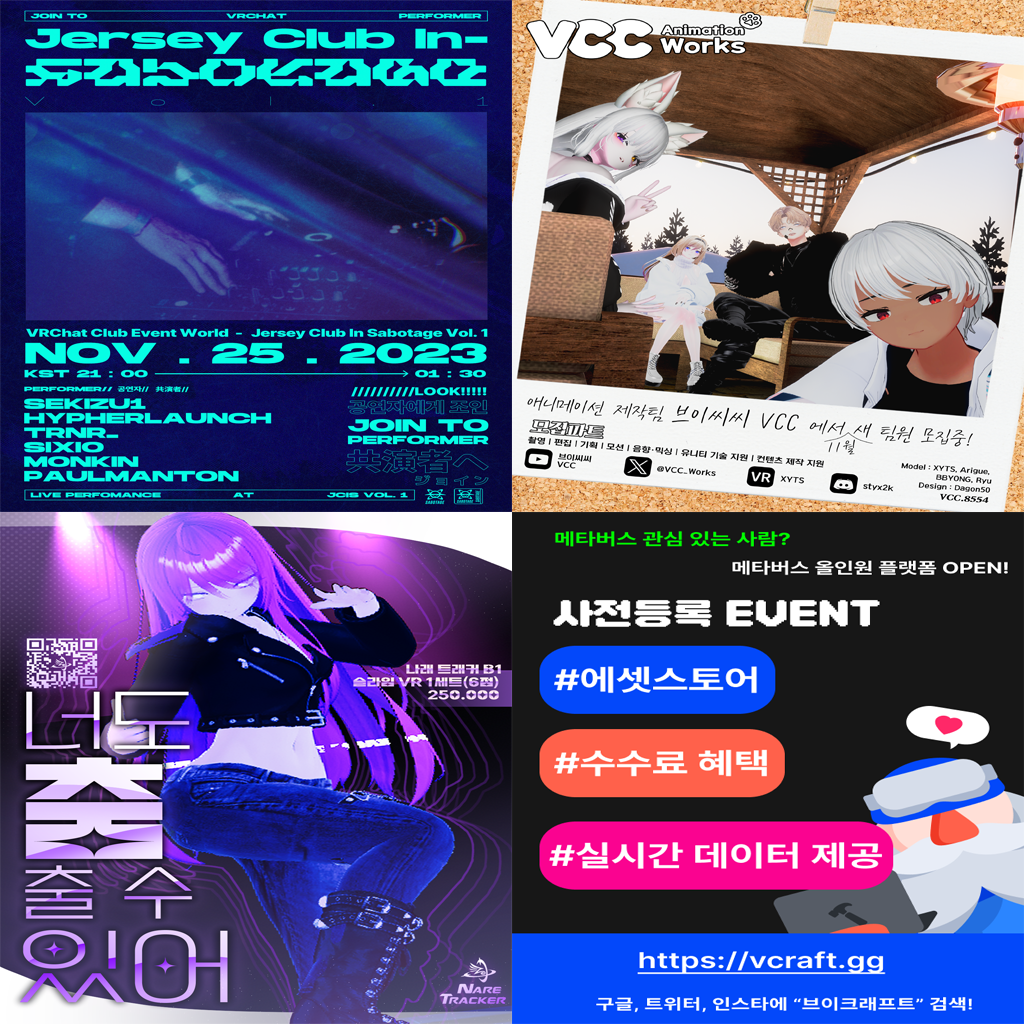 JOIN TO VRCHAT PERFORMER
Jersey Club In-
Sabotage
Vol.1
VRChat Club Event World - Jersey Club In Sabotage Vol. 1
NOV . 25 . 2023
KST 21 : 00 01 : 30
PERFORMER// 공연자// 共演者//
SEKIZU1
HYPHERLAUNCH
TRNR_
SIXIO
MONKIN
PAULMANTON
//////////LOOK!!!!!
공연자에게 조인
JOIN TO
PERFORMER
共演者へ
ジョイン
LIVE PERFOMANCE AT JCIS VOL. 1
SABOTAGE
VCC Animation Works
애니메이션 제작팀 브이씨씨 VCC 에서 11월 새 팀원 모집중!
모집파트
촬영 | 편집 | 기획 | 모션 | 음향·믹싱 | 유니티 기술 지원 | 컨텐츠 제작 지원
브이씨씨
VCC
@VCC_Works
VR XYTS
styx2k
Model : XYTS, Arigue,
BBYONG, Ryu
Design : Dagon50
VCC.8554
나래 트래커 B1
슬라임 VR 1세트(6점)
250.000
너도
춤
출 수
있어
NARE
TRACKER
메타버스 관심 있는 사람?
메타버스 올인원 플랫폼 OPEN!
사전등록 EVENT
#에셋스토어
#수수료 혜택
#실시간 데이터 제공
https://vcraft.gg
구글, 트위터, 인스타에 “브이크래프트” 검색!